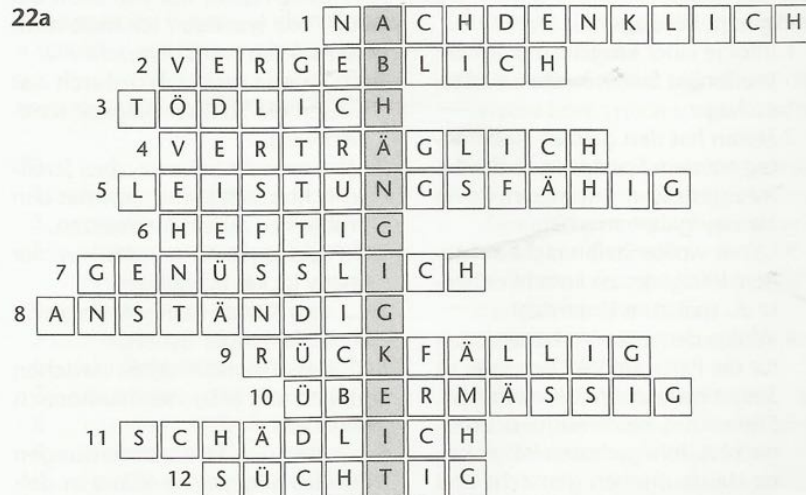 22a
1 NACHDENKLICH
2 VERGEBLICH
3 TÖDLICH
4 VERTRÄGLICH
5 LEISTUNGSFÄHIG
6 HEFTIG
7 GENÜSSLICH
8 ANSTÄNDIG
9 RÜCKFÄLLIG
10 ÜBERMÄSSIG
11 SCHÄDLICH
12 SÜCHTIG